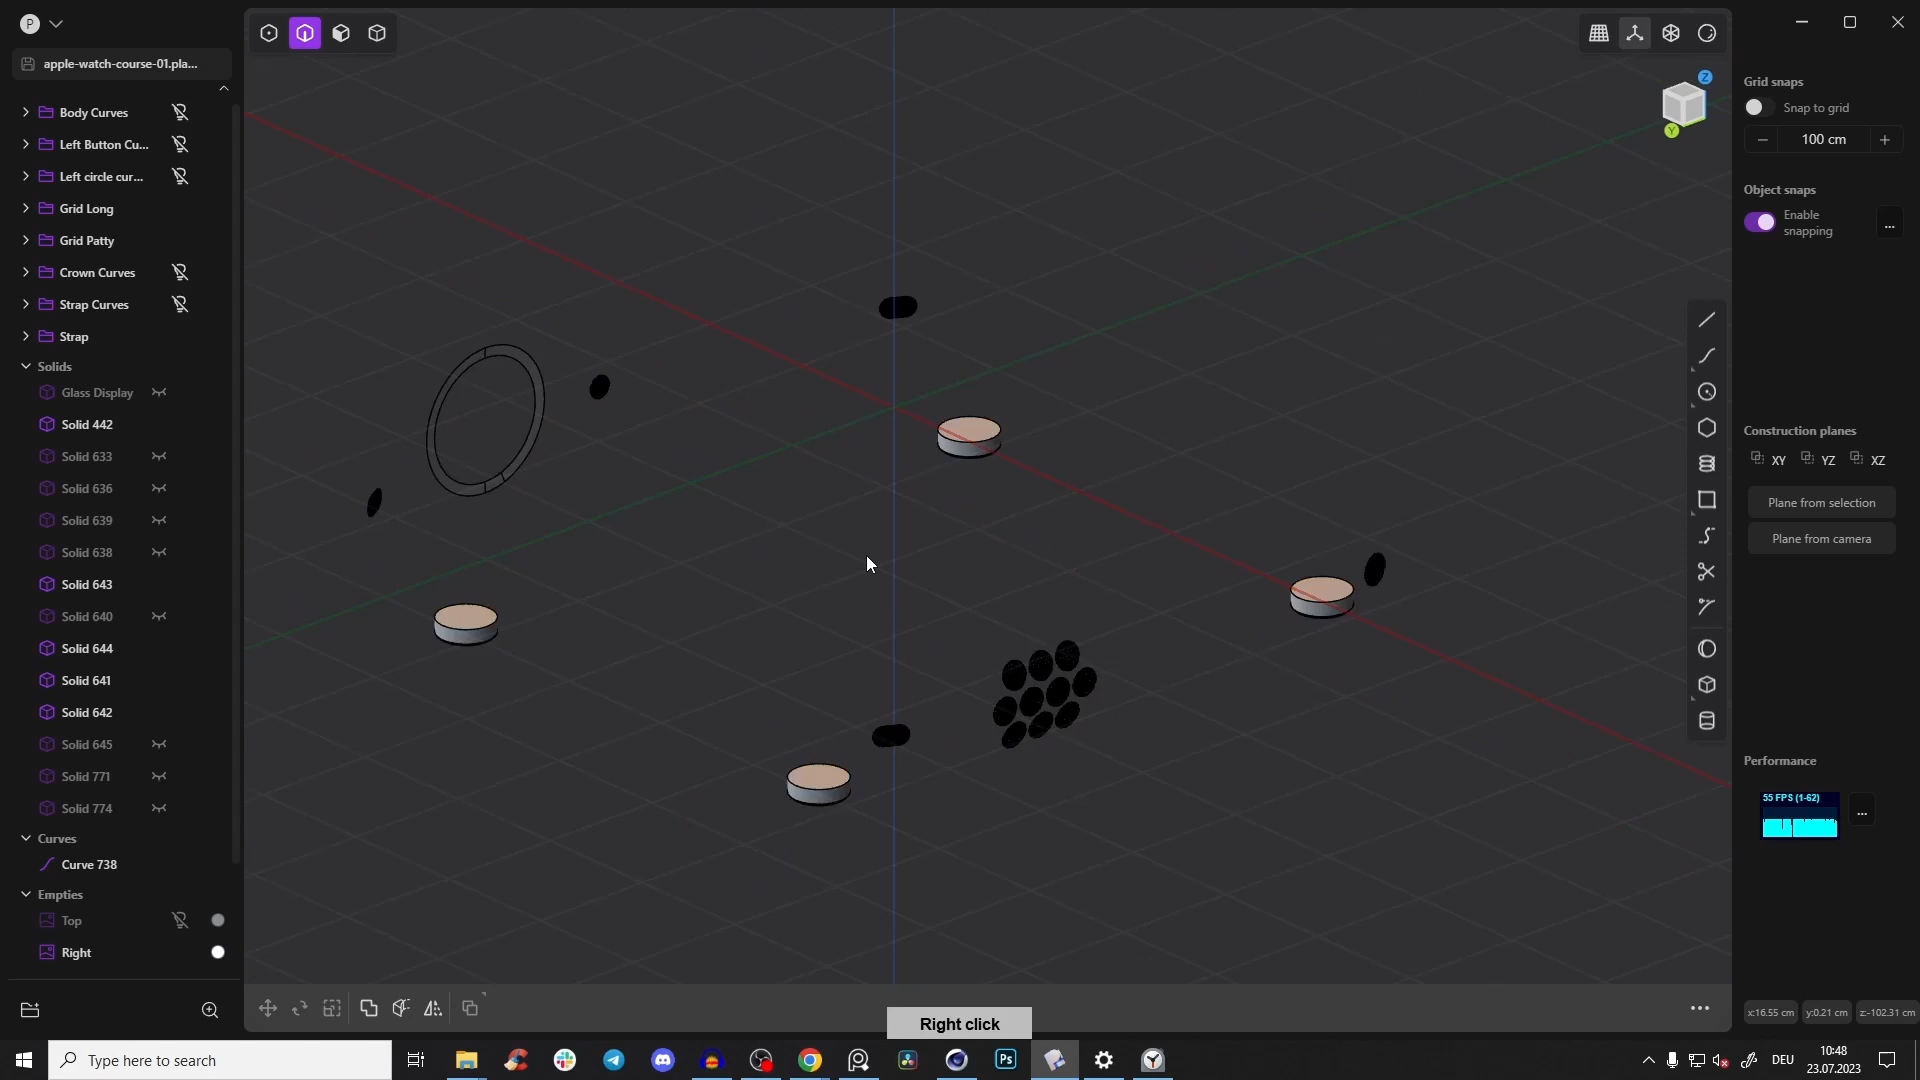 P
apple-watch-course-01.pla...
Body Curves
Left Button Cu...
Left circle cur...
Grid Long
Grid Patty
Crown Curves
Strap Curves
Strap
Solids
Glass Display
Solid 442
Solid 633
Solid 636
Solid 639
Solid 638
Solid 643
Solid 640
Solid 644
Solid 641
Solid 642
Solid 645
Solid 771
Solid 774
Curves
Curve 738
Empties
Top
Right
Z
Y
Grid snaps
Snap to grid
100 cm
Object snaps
Enable
snapping
...
Construction planes
XY YZ XZ
Plane from selection
Plane from camera
Performance
55 FPS (1-62)
...
x:16.55 cm y:0.21 cm z:-102.31 cm
Right click
Type here to search
Ps
DEU
10:48
23.07.2023